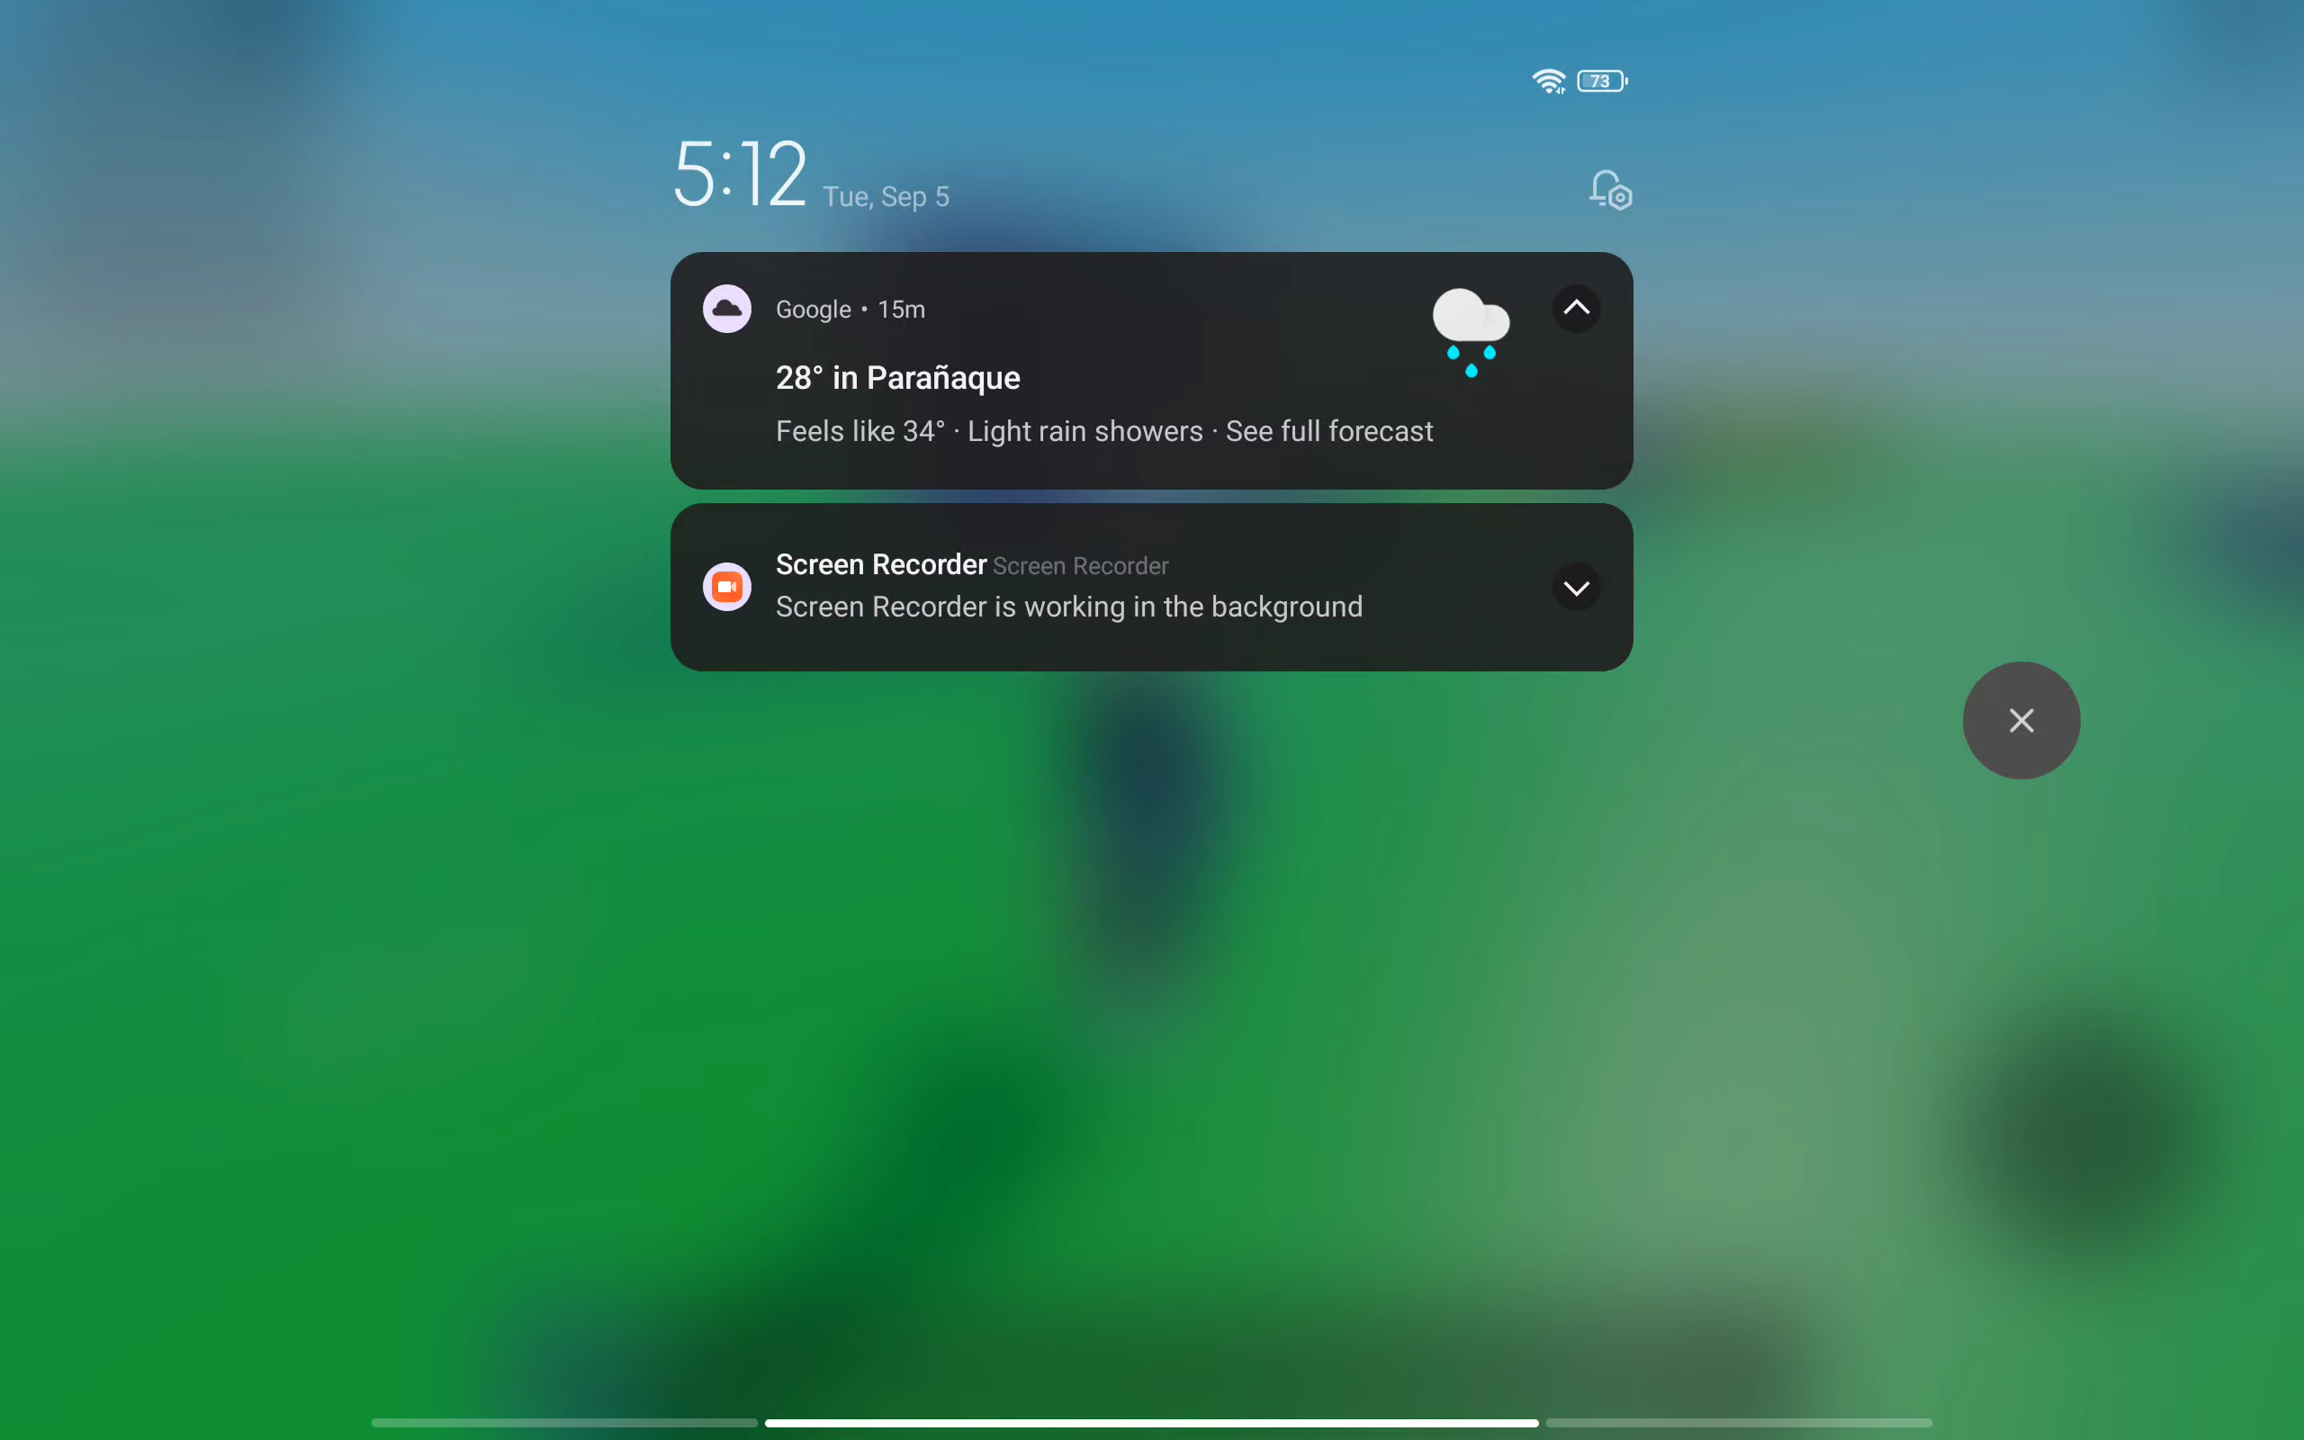 73
5:12 Tue, Sep 5
Google • 15m
28° in Parañaque
Feels like 34° · Light rain showers · See full forecast
Screen Recorder Screen Recorder
Screen Recorder is working in the background